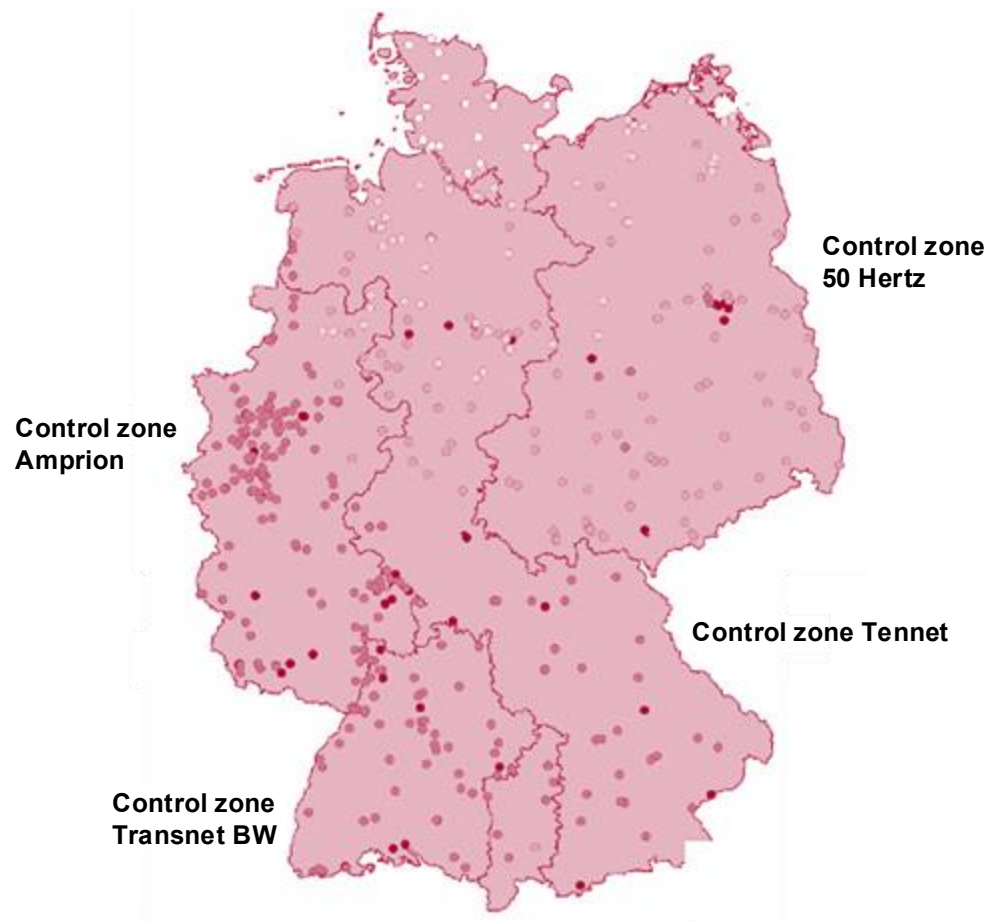 Control zone
50 Hertz
Control zone
Amprion
Control zone Tennet
Control zone
Transnet BW